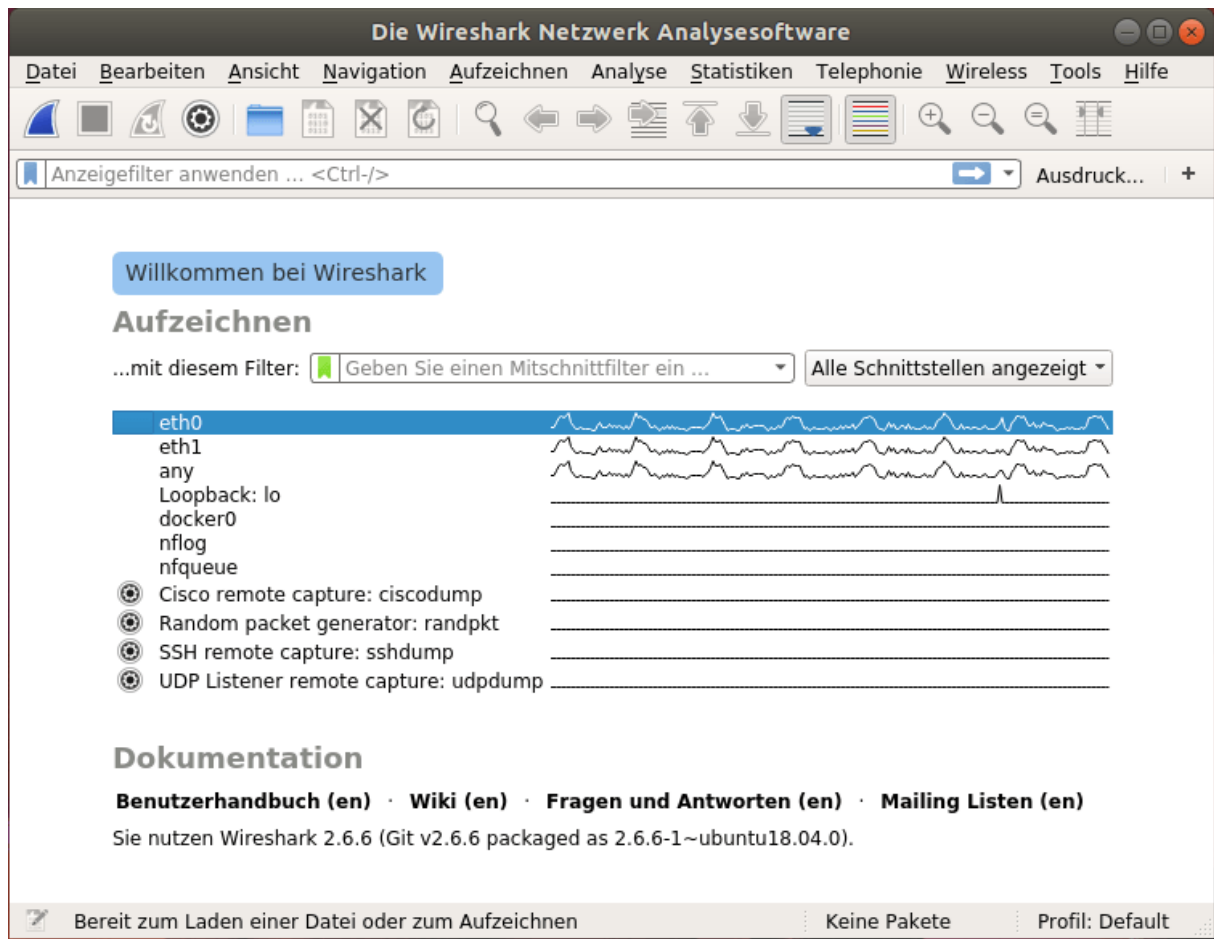 Die Wireshark Netzwerk Analysesoftware
Datei Bearbeiten Ansicht Navigation Aufzeichnen Analyse Statistiken Telephonie Wireless Tools Hilfe
Anzeigefilter anwenden ... <Ctrl-/> Ausdruck... +
Willkommen bei Wireshark
Aufzeichnen
...mit diesem Filter: Geben Sie einen Mitschnittfilter ein ... Alle Schnittstellen angezeigt
eth0
eth1
any
Loopback: lo
docker0
nflog
nfqueue
Cisco remote capture: ciscodump
Random packet generator: randpkt
SSH remote capture: sshdump
UDP Listener remote capture: udpdump
Dokumentation
Benutzerhandbuch (en) · Wiki (en) · Fragen und Antworten (en) · Mailing Listen (en)
Sie nutzen Wireshark 2.6.6 (Git v2.6.6 packaged as 2.6.6-1~ubuntu18.04.0).
Bereit zum Laden einer Datei oder zum Aufzeichnen Keine Pakete Profil: Default